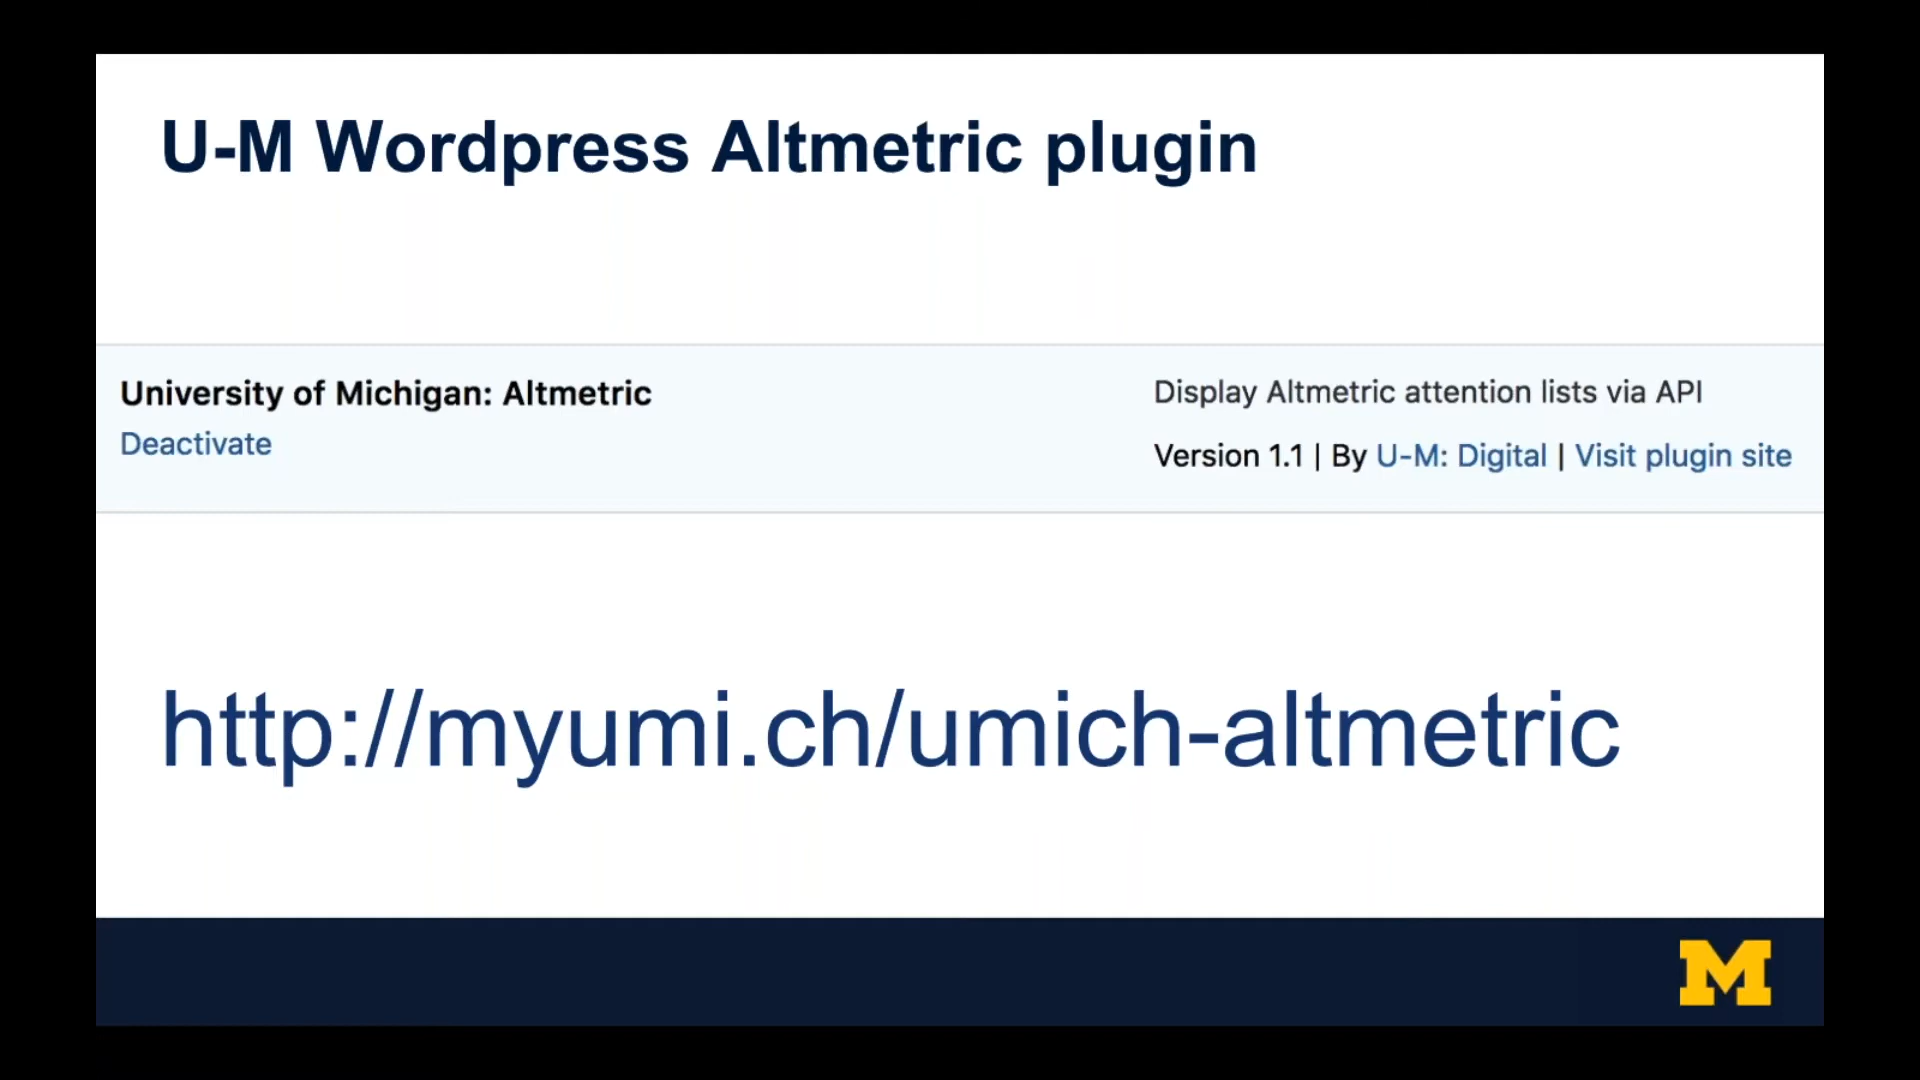 U-M Wordpress Altmetric plugin
University of Michigan: Altmetric
Deactivate
Display Altmetric attention lists via API
Version 1.1 | By U-M: Digital | Visit plugin site
http://myumi.ch/umich-altmetric
M